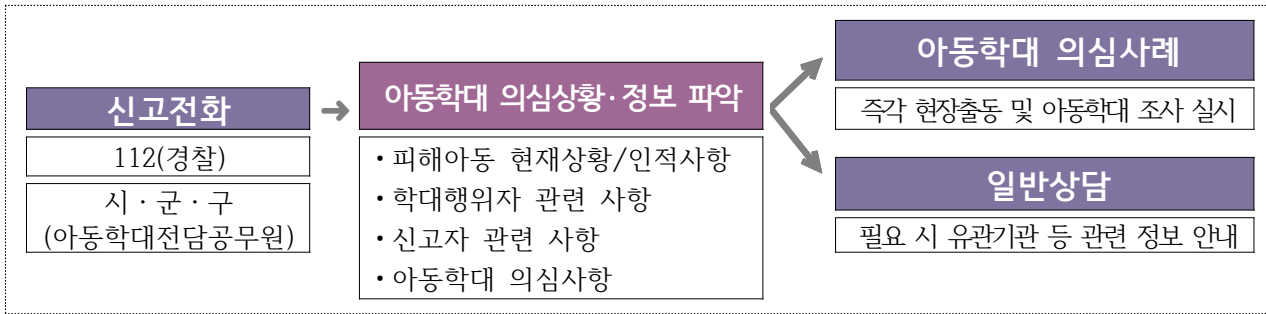 신고전화
112(경찰)
시·군·구
(아동학대전담공무원)
아동학대 의심상황·정보 파악
·피해아동 현재상황/인적사항
·학대행위자 관련 사항
·신고자 관련 사항
·아동학대 의심사항
아동학대 의심사례
즉각 현장출동 및 아동학대 조사 실시
일반상담
필요 시 유관기관 등 관련 정보 안내